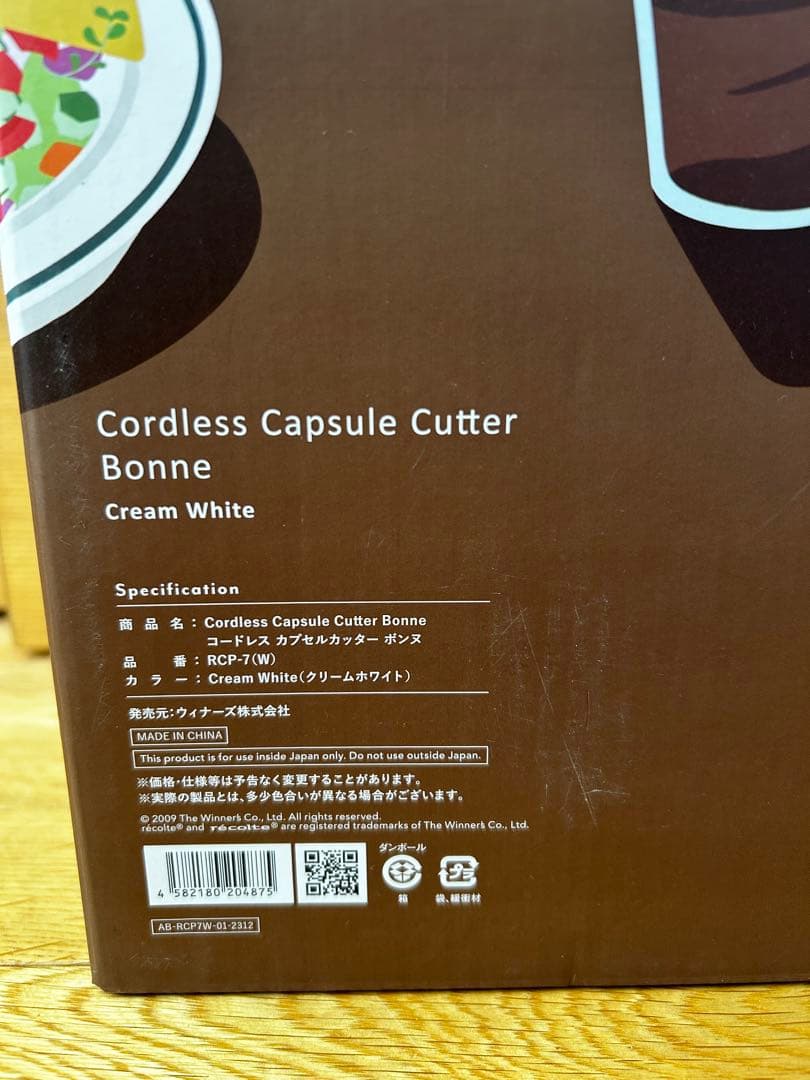 Cordless Capsule Cutter
Bonne
Cream White
Specification
商品名：Cordless Capsule Cutter Bonne
コードレス カプセルカッター ボンヌ
品番：RCP-7(W)
カラー：Cream White(クリームホワイト)
発売元：ウィナーズ株式会社
MADE IN CHINA
This product is for use inside Japan only. Do not use outside Japan.
※価格・仕様等は予告なく変更することがあります。
※実際の製品とは、多少色合いが異なる場合がございます。
© 2009 The Winners Co., Ltd. All rights reserved.
récolte® and récolte® are registered trademarks of The Winners Co., Ltd.
ダンボール
4 582180 204875
プラ
箱 袋、緩衝材
AB-RCP7W-01-2312